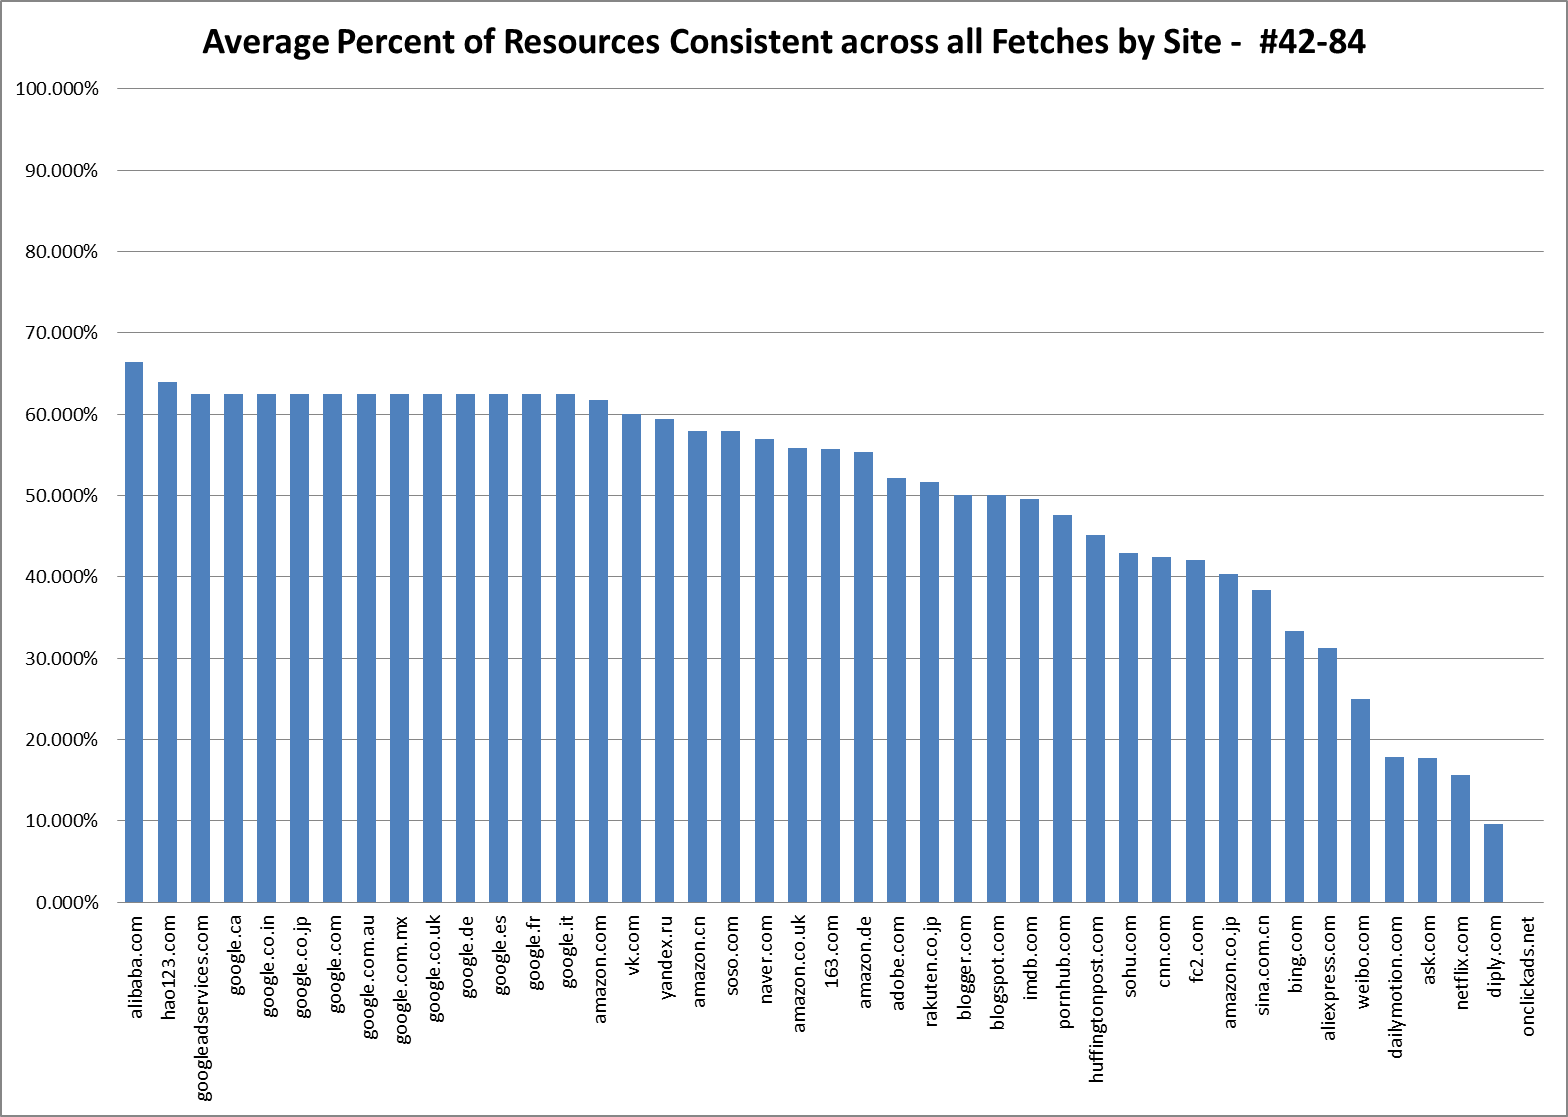 Average Percent of Resources Consistent across all Fetches by Site -  #42-84
100.000%
90.000%
80.000%
70.000%
60.000%
50.000%
40.000%
30.000%
20.000%
10.000%
0.000%
alibaba.com
hao123.com
googleadservices.com
google.ca
google.co.in
google.co.jp
google.com
google.com.au
google.com.mx
google.co.uk
google.de
google.es
google.fr
google.it
amazon.com
vk.com
yandex.ru
amazon.cn
soso.com
naver.com
amazon.co.uk
163.com
amazon.de
adobe.com
rakuten.co.jp
blogger.com
blogspot.com
imdb.com
pornhub.com
huffingtonpost.com
sohu.com
cnn.com
fc2.com
amazon.co.jp
sina.com.cn
bing.com
aliexpress.com
weibo.com
dailymotion.com
ask.com
netflix.com
diply.com
onclickads.net